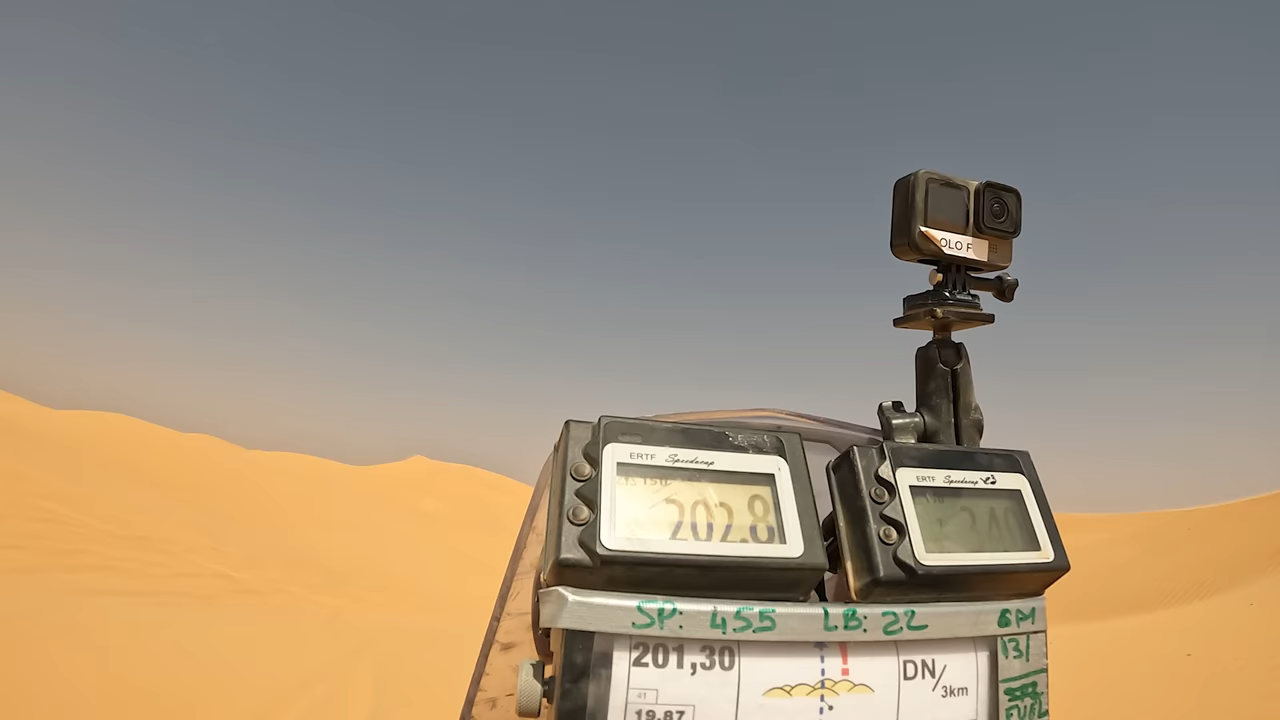 OLO F
ERTF Speedocap
202.8
ERTF Speedocap
340
SP: 455 LB: 22
201,30
!
DN/3km
41
19.87
13/
FUEL